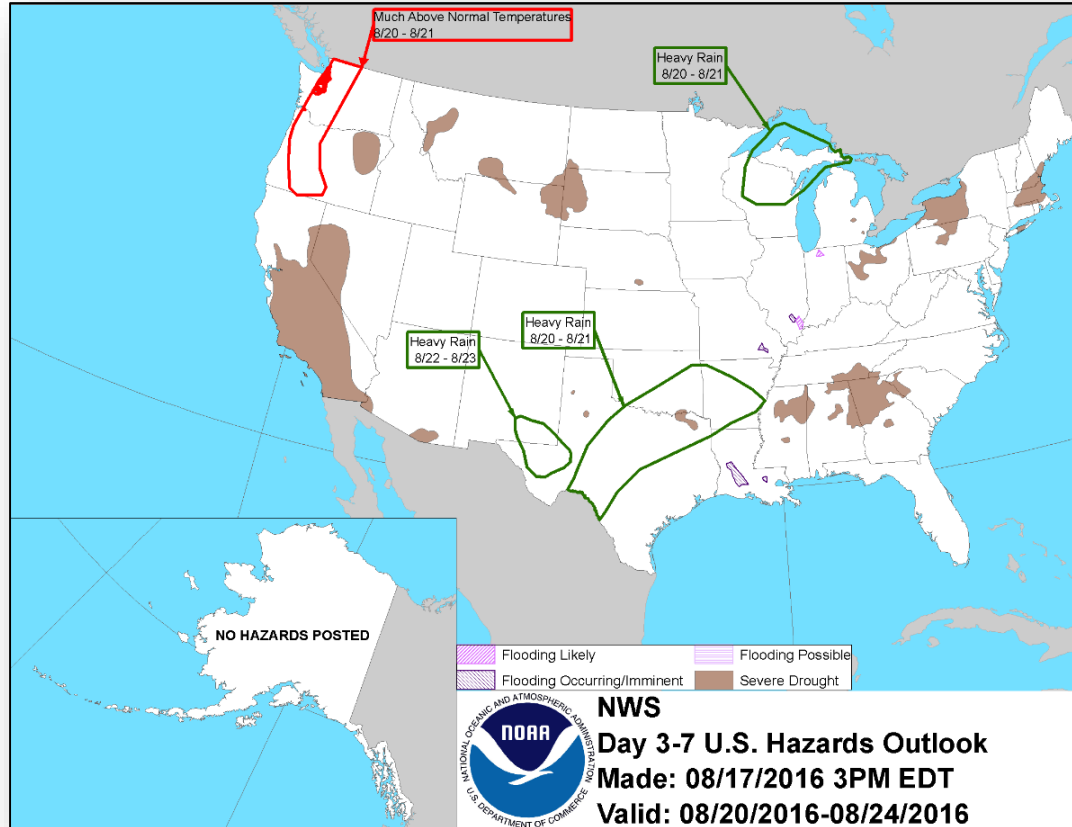 Much Above Normal Temperatures
8/20 - 8/21
Heavy Rain
8/20 - 8/21
Heavy Rain
8/20 - 8/21
Heavy Rain
8/22 - 8/23
NO HAZARDS POSTED
Flooding Likely
Flooding Possible
Flooding Occurring/Imminent
Severe Drought
NATIONAL OCEANIC AND ATMOSPHERIC ADMINISTRATION
NOAA
U.S. DEPARTMENT OF COMMERCE
NWS
Day 3-7 U.S. Hazards Outlook
Made: 08/17/2016 3PM EDT
Valid: 08/20/2016-08/24/2016